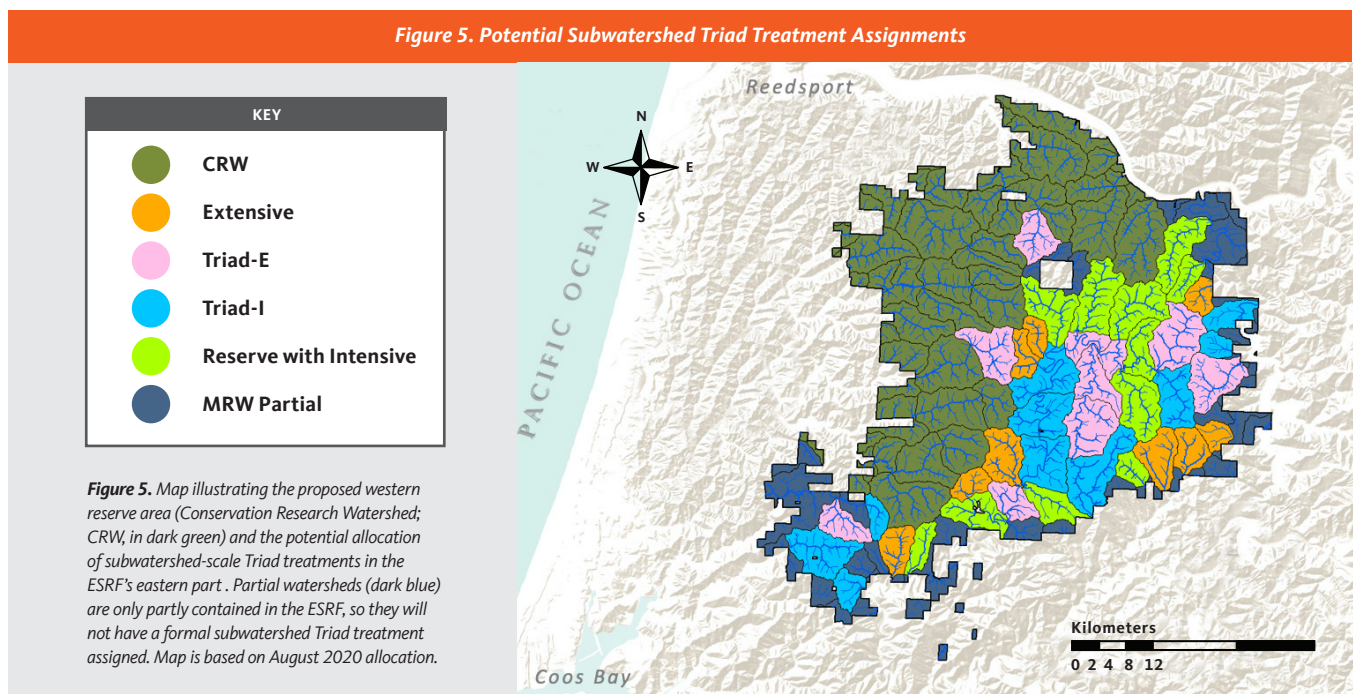 Figure 5. Potential Subwatershed Triad Treatment Assignments
KEY
CRW
Extensive
Triad-E
Triad-I
Reserve with Intensive
MRW Partial
Figure 5. Map illustrating the proposed western
reserve area (Conservation Research Watershed;
CRW, in dark green) and the potential allocation
of subwatershed-scale Triad treatments in the
ESRF's eastern part . Partial watersheds (dark blue)
are only partly contained in the ESRF, so they will
not have a formal subwatershed Triad treatment
assigned. Map is based on August 2020 allocation.
Reedsport
N
W E
S
PACIFIC OCEAN
Coos Bay
Kilometers
0 2 4 8 12